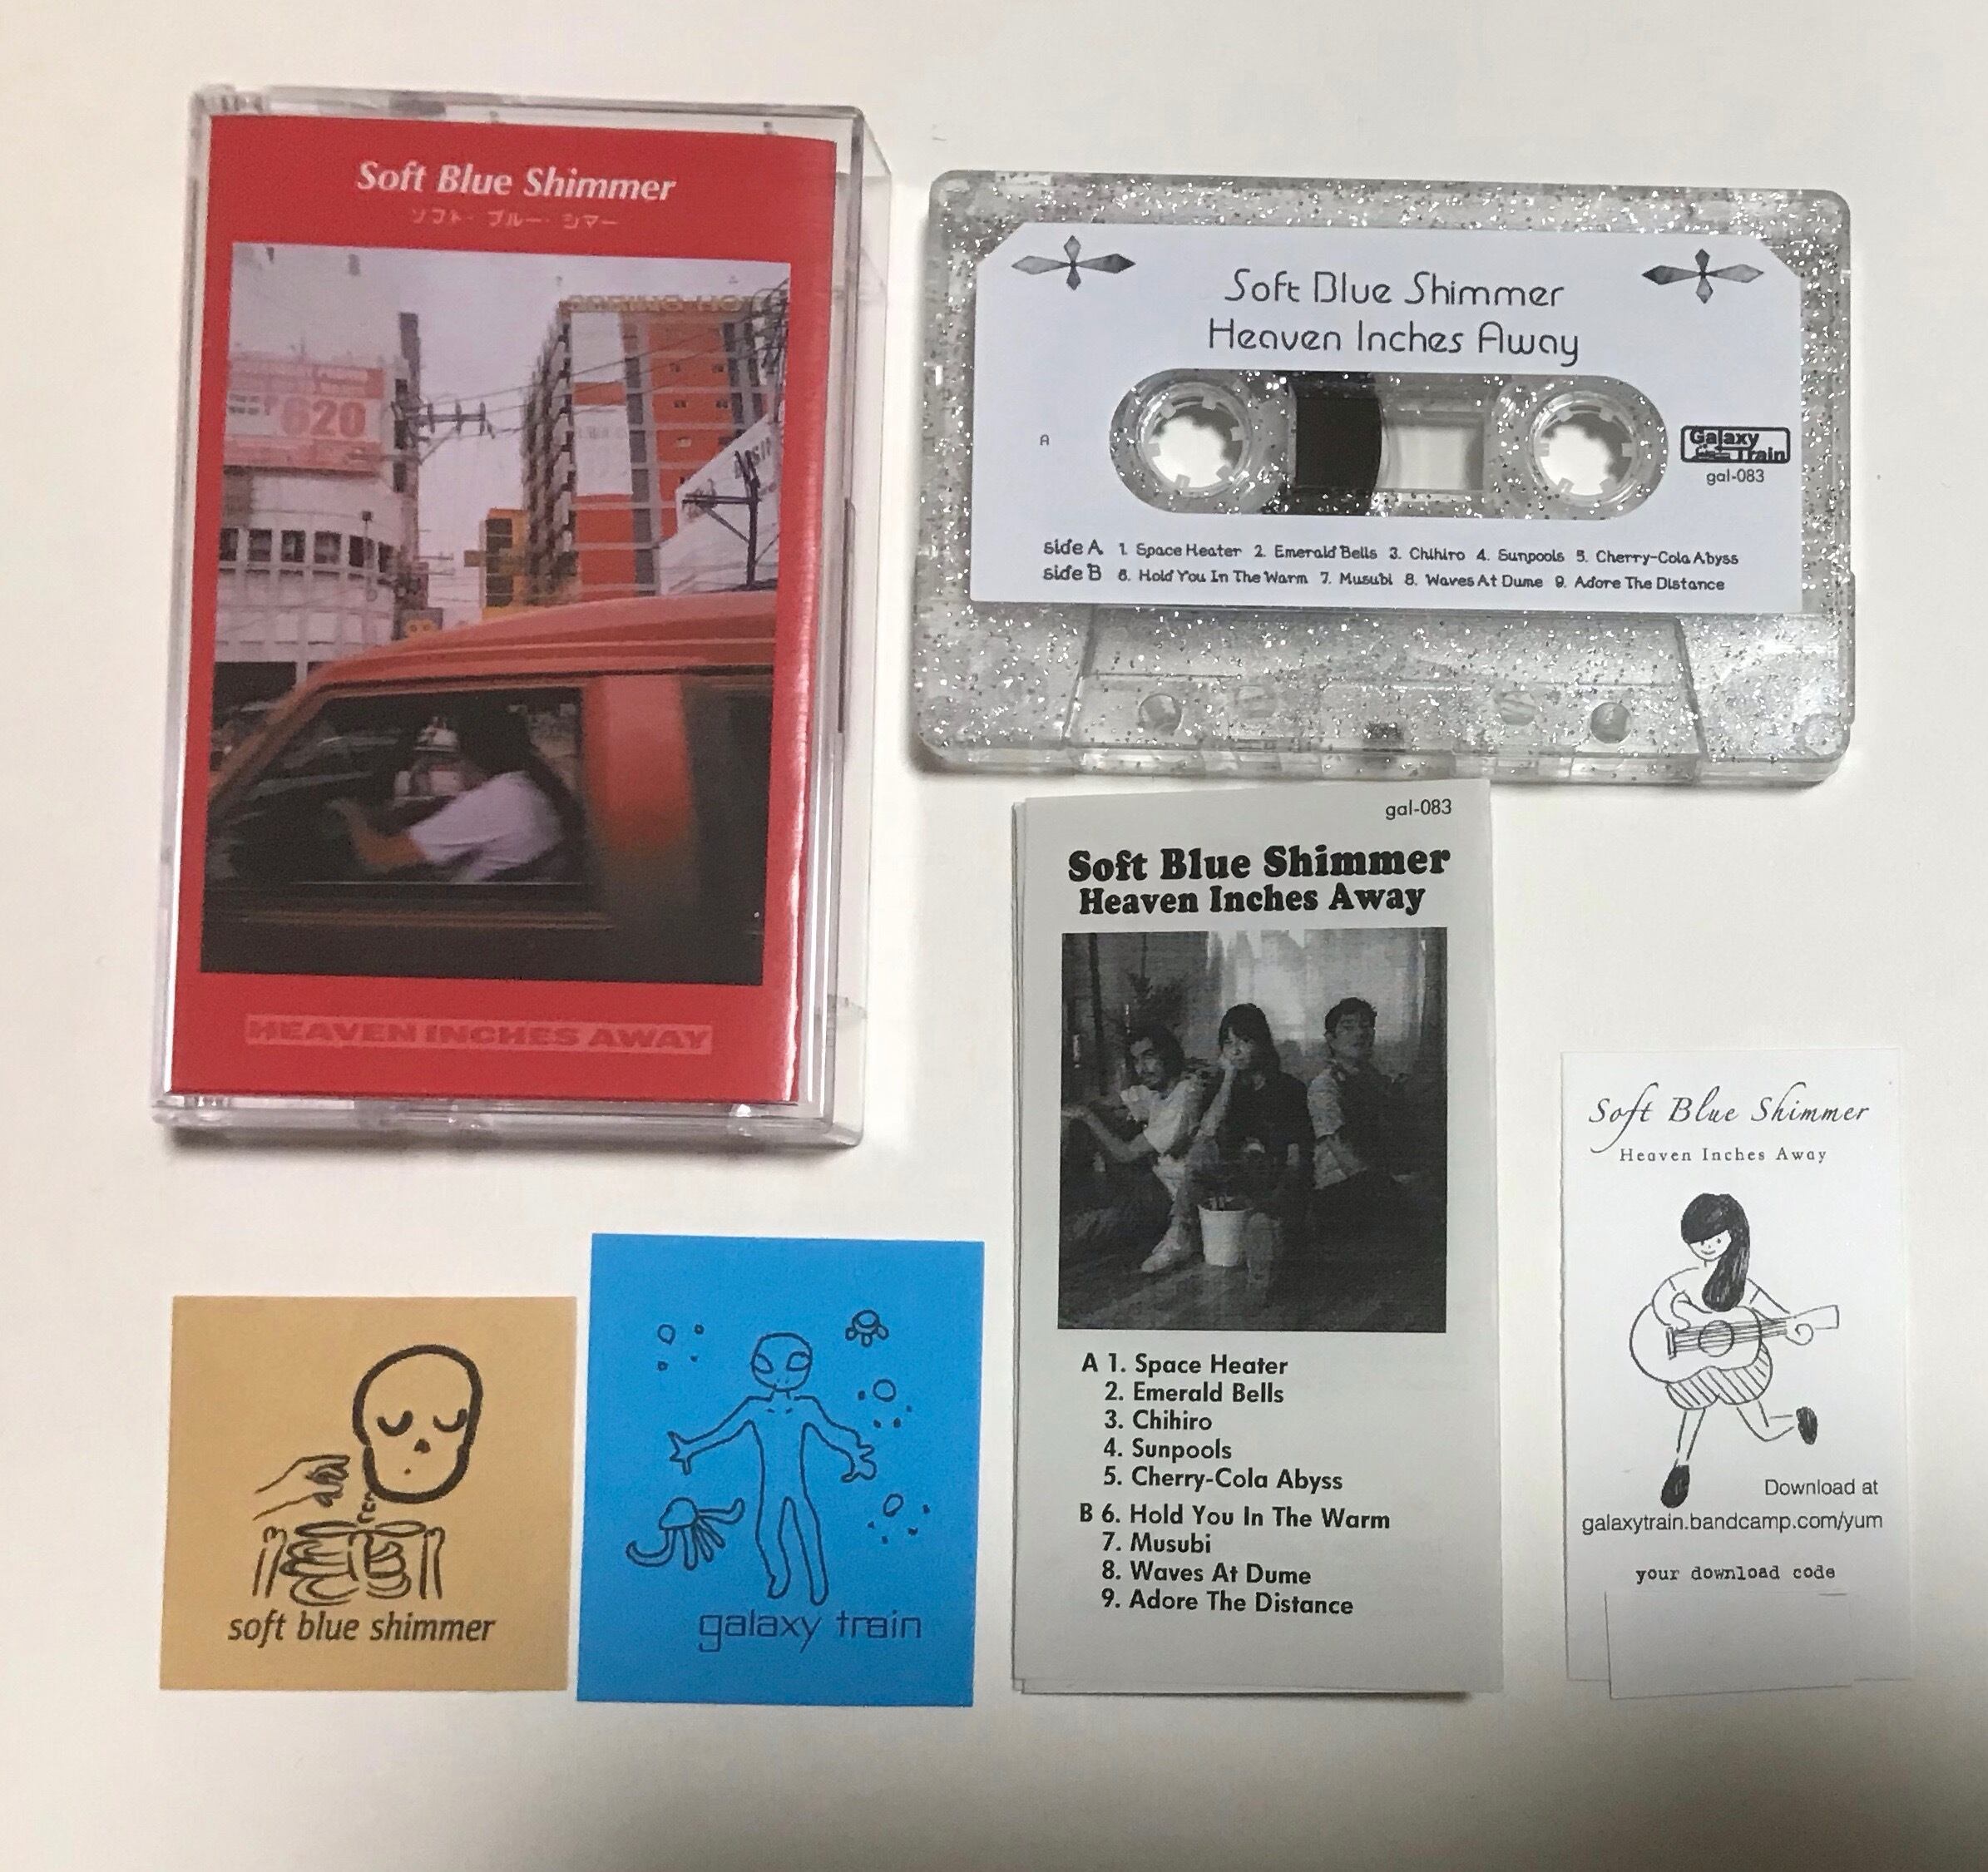 Soft Blue Shimmer
ソフト・ブルー・シマー
620
HEAVEN INCHES AWAY
Soft Blue Shimmer
Heaven Inches Away
A
Galaxy
Train
gal-083
side A 1. Space Heater 2. Emerald Bells 3. Chihiro 4. Sunpools 5. Cherry-Cola Abyss
side B 6. Hold You In The Warm 7. Musubi 8. Waves At Dume 9. Adore The Distance
gal-083
Soft Blue Shimmer
Heaven Inches Away
A 1. Space Heater
2. Emerald Bells
3. Chihiro
4. Sunpools
5. Cherry-Cola Abyss
B 6. Hold You In The Warm
7. Musubi
8. Waves At Dume
9. Adore The Distance
Soft Blue Shimmer
Heaven Inches Away
Download at
galaxytrain.bandcamp.com/yum
your download code
soft blue shimmer
galaxy train